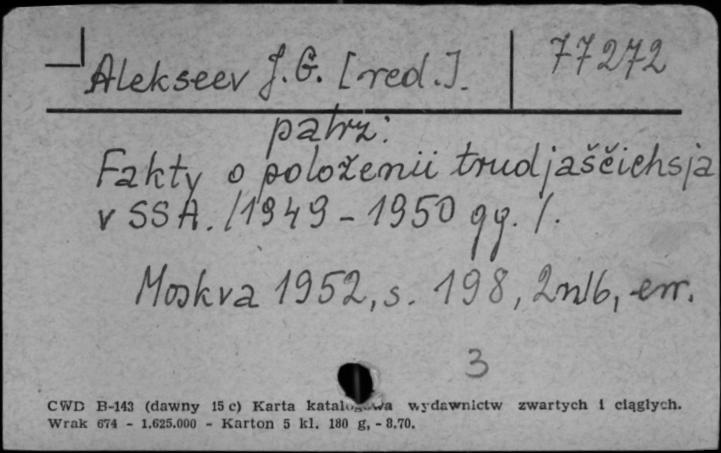 Alekseev J. G. [red.]. 77272
patrz:
Fakty o położenii trudjaščichsja
v SSA. /1949-1950 gg./.
Moskva 1952, s. 198, 2nlb, err.
3
CWD B-143 (dawny 15 c) Karta katalogowa wydawnictw zwartych i ciągłych.
Wrak 674 - 1.625.000 - Karton 5 kl. 180 g, - 8.70.